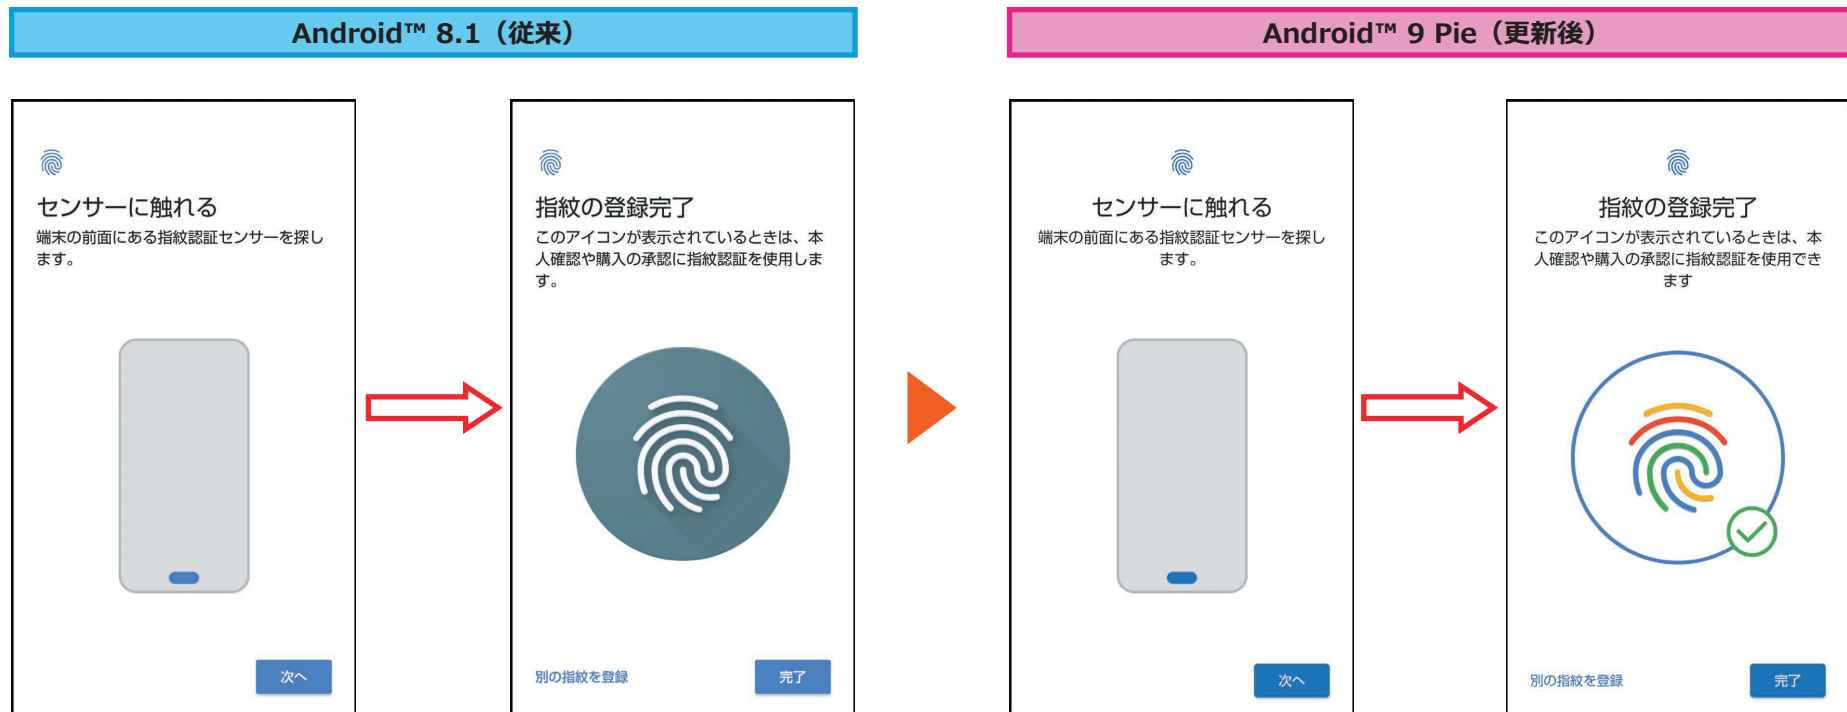 Android™ 8.1（従来）
Android™ 9 Pie（更新後）
センサーに触れる
端末の前面にある指紋認証センサーを探し
ます。
次へ
指紋の登録完了
このアイコンが表示されているときは、本
人確認や購入の承認に指紋認証を使用しま
す。
別の指紋を登録
完了
センサーに触れる
端末の前面にある指紋認証センサーを探し
ます。
次へ
指紋の登録完了
このアイコンが表示されているときは、本
人確認や購入の承認に指紋認証を使用でき
ます
別の指紋を登録
完了